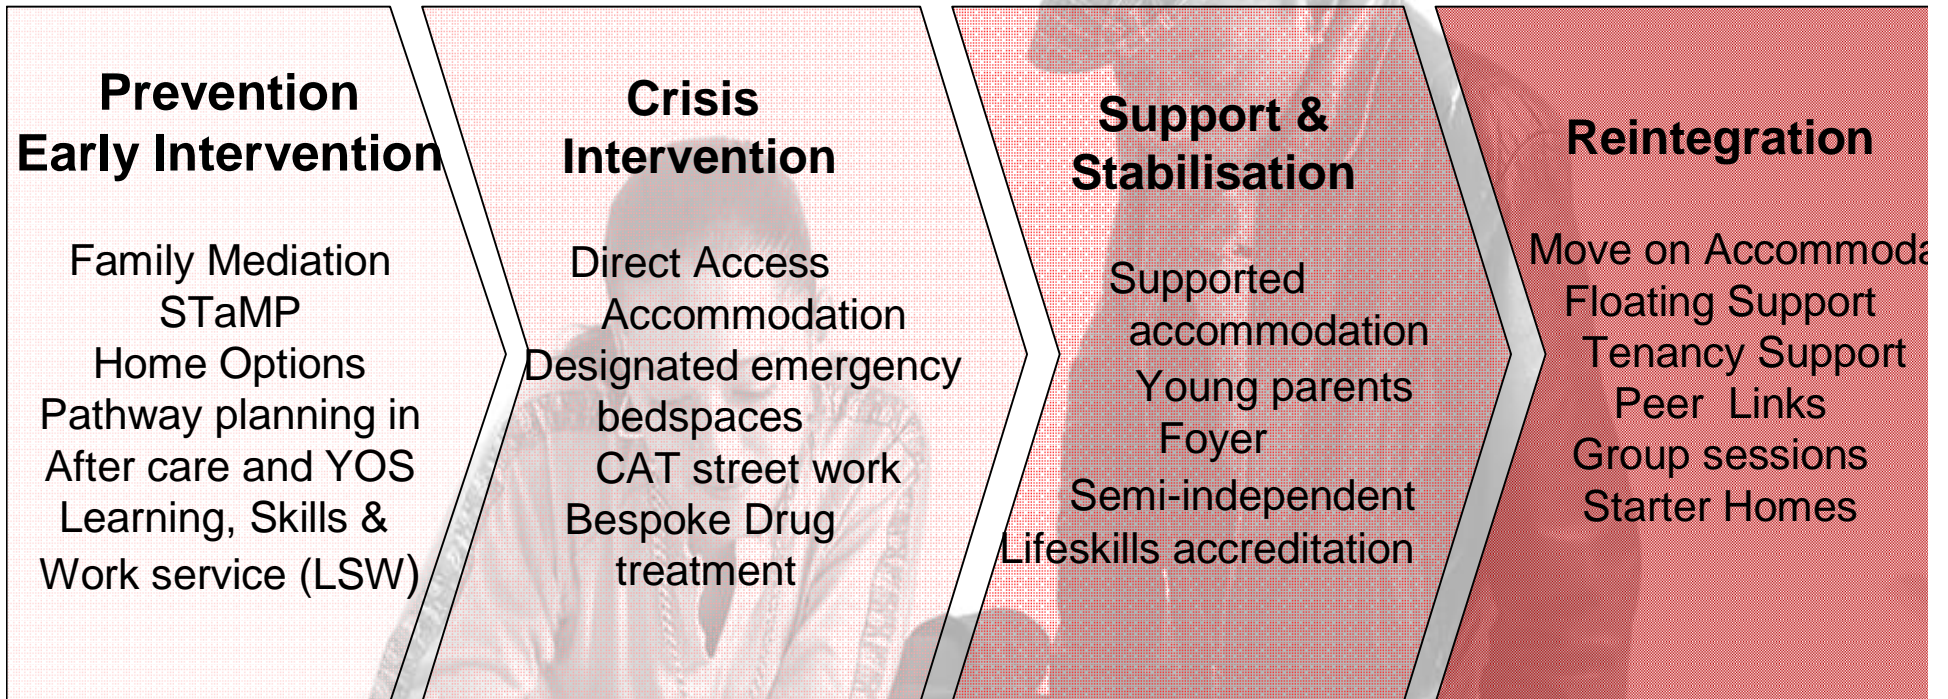 Prevention
Early Intervention
Family Mediation
STaMP
Home Options
Pathway planning in
After care and YOS
Learning, Skills &
Work service (LSW)
Crisis
Intervention
Direct Access
Accommodation
Designated emergency
bedspaces
CAT street work
Bespoke Drug
treatment
Support &
Stabilisation
Supported
accommodation
Young parents
Foyer
Semi-independent
Lifeskills accreditation
Reintegration
Move on Accommoda
Floating Support
Tenancy Support
Peer Links
Group sessions
Starter Homes